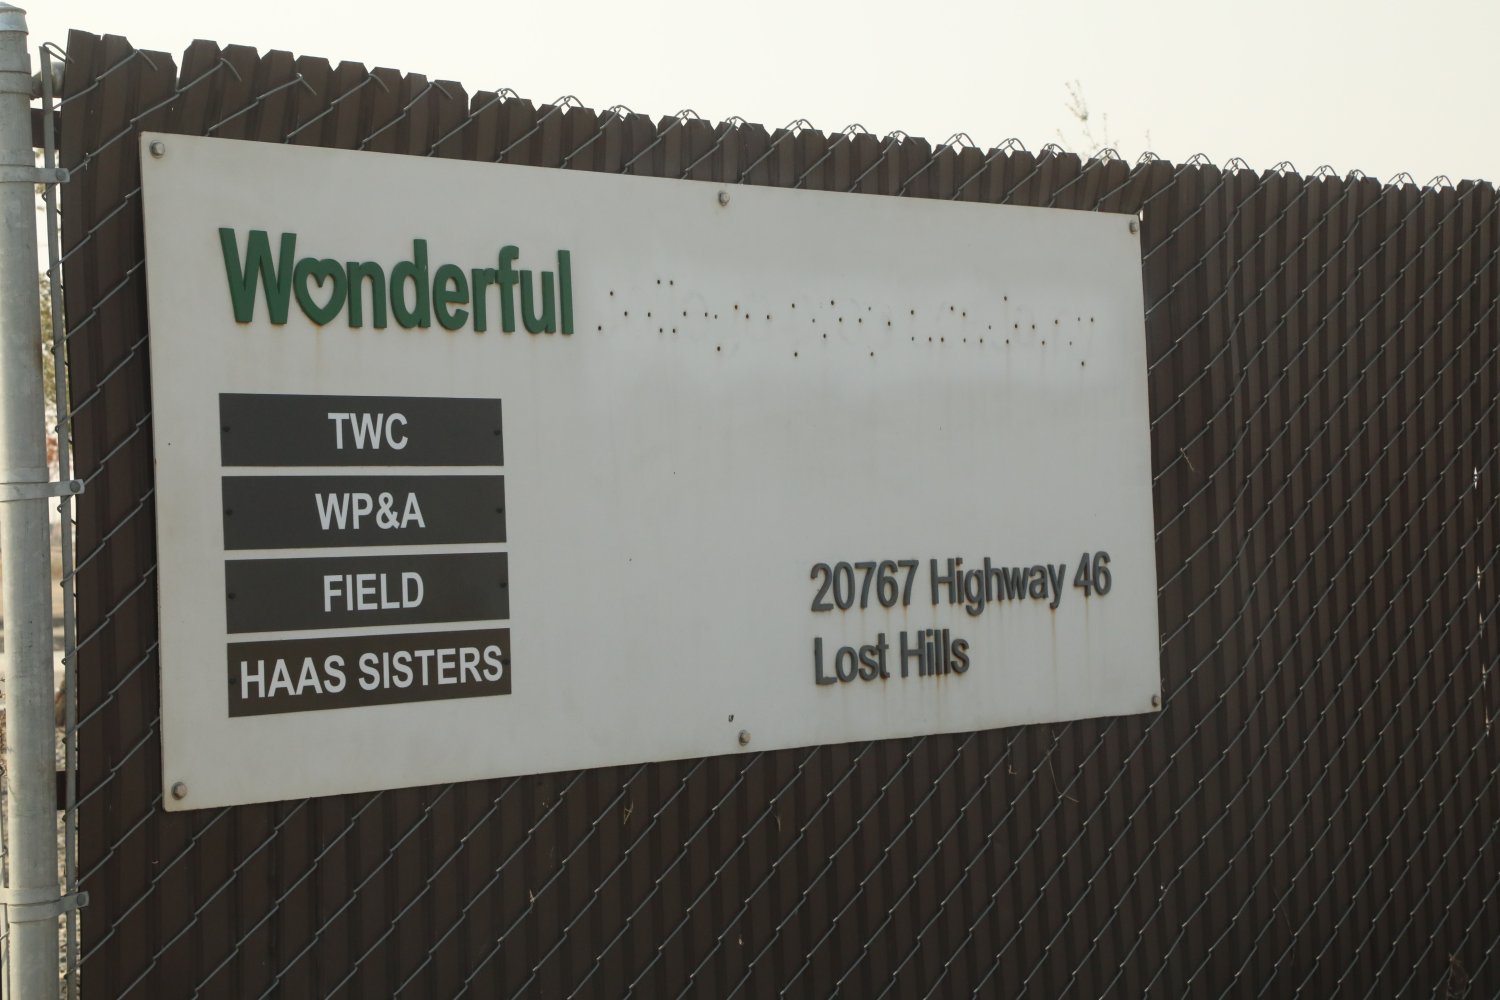 Wonderful
TWC
WP&A
FIELD
HAAS SISTERS
20767 Highway 46
Lost Hills